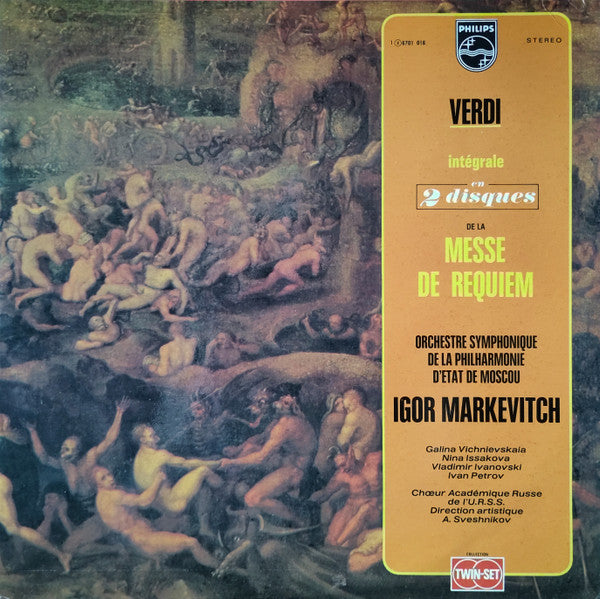 1 Ⓨ 6701 018
PHILIPS
STEREO
VERDI
intégrale
en
2 disques
DE LA
MESSE
DE REQUIEM
ORCHESTRE SYMPHONIQUE
DE LA PHILHARMONIE
D'ETAT DE MOSCOU
IGOR MARKEVITCH
Galina Vichnievskaia
Nina Issakova
Vladimir Ivanovski
Ivan Petrov
Chœur Académique Russe
de l'U.R.S.S.
Direction artistique
A. Sveshnikov
COLLECTION
TWIN-SET